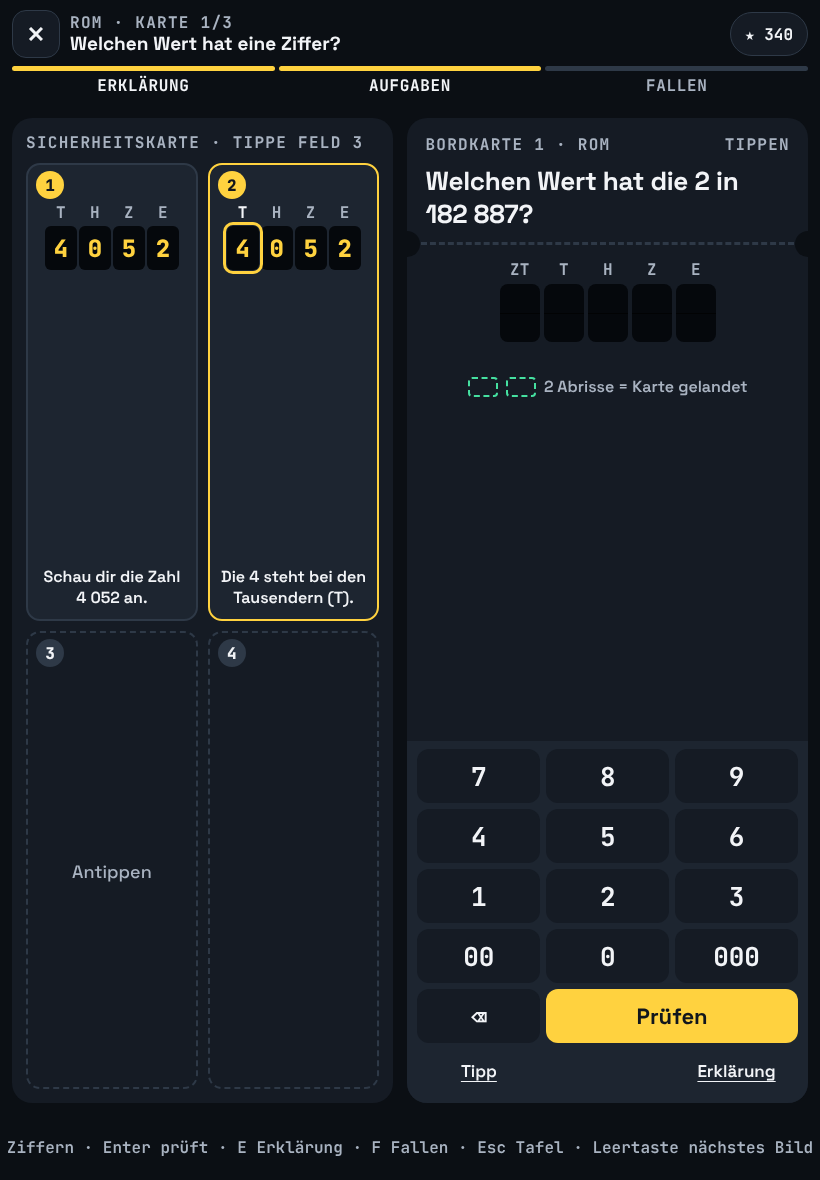 ✕
ROM · KARTE 1/3
Welchen Wert hat eine Ziffer?
★ 340
ERKLÄRUNG
AUFGABEN
FALLEN
SICHERHEITSKARTE · TIPPE FELD 3
1
T H Z E
4 0 5 2
Schau dir die Zahl
4 052 an.
2
T H Z E
4 0 5 2
Die 4 steht bei den
Tausendern (T).
3
Antippen
4
BORDKARTE 1 · ROM
TIPPEN
Welchen Wert hat die 2 in
182 887?
ZT T H Z E
2 Abrisse = Karte gelandet
7 8 9
4 5 6
1 2 3
00 0 000
⌫ Prüfen
Tipp
Erklärung
Ziffern · Enter prüft · E Erklärung · F Fallen · Esc Tafel · Leertaste nächstes Bild